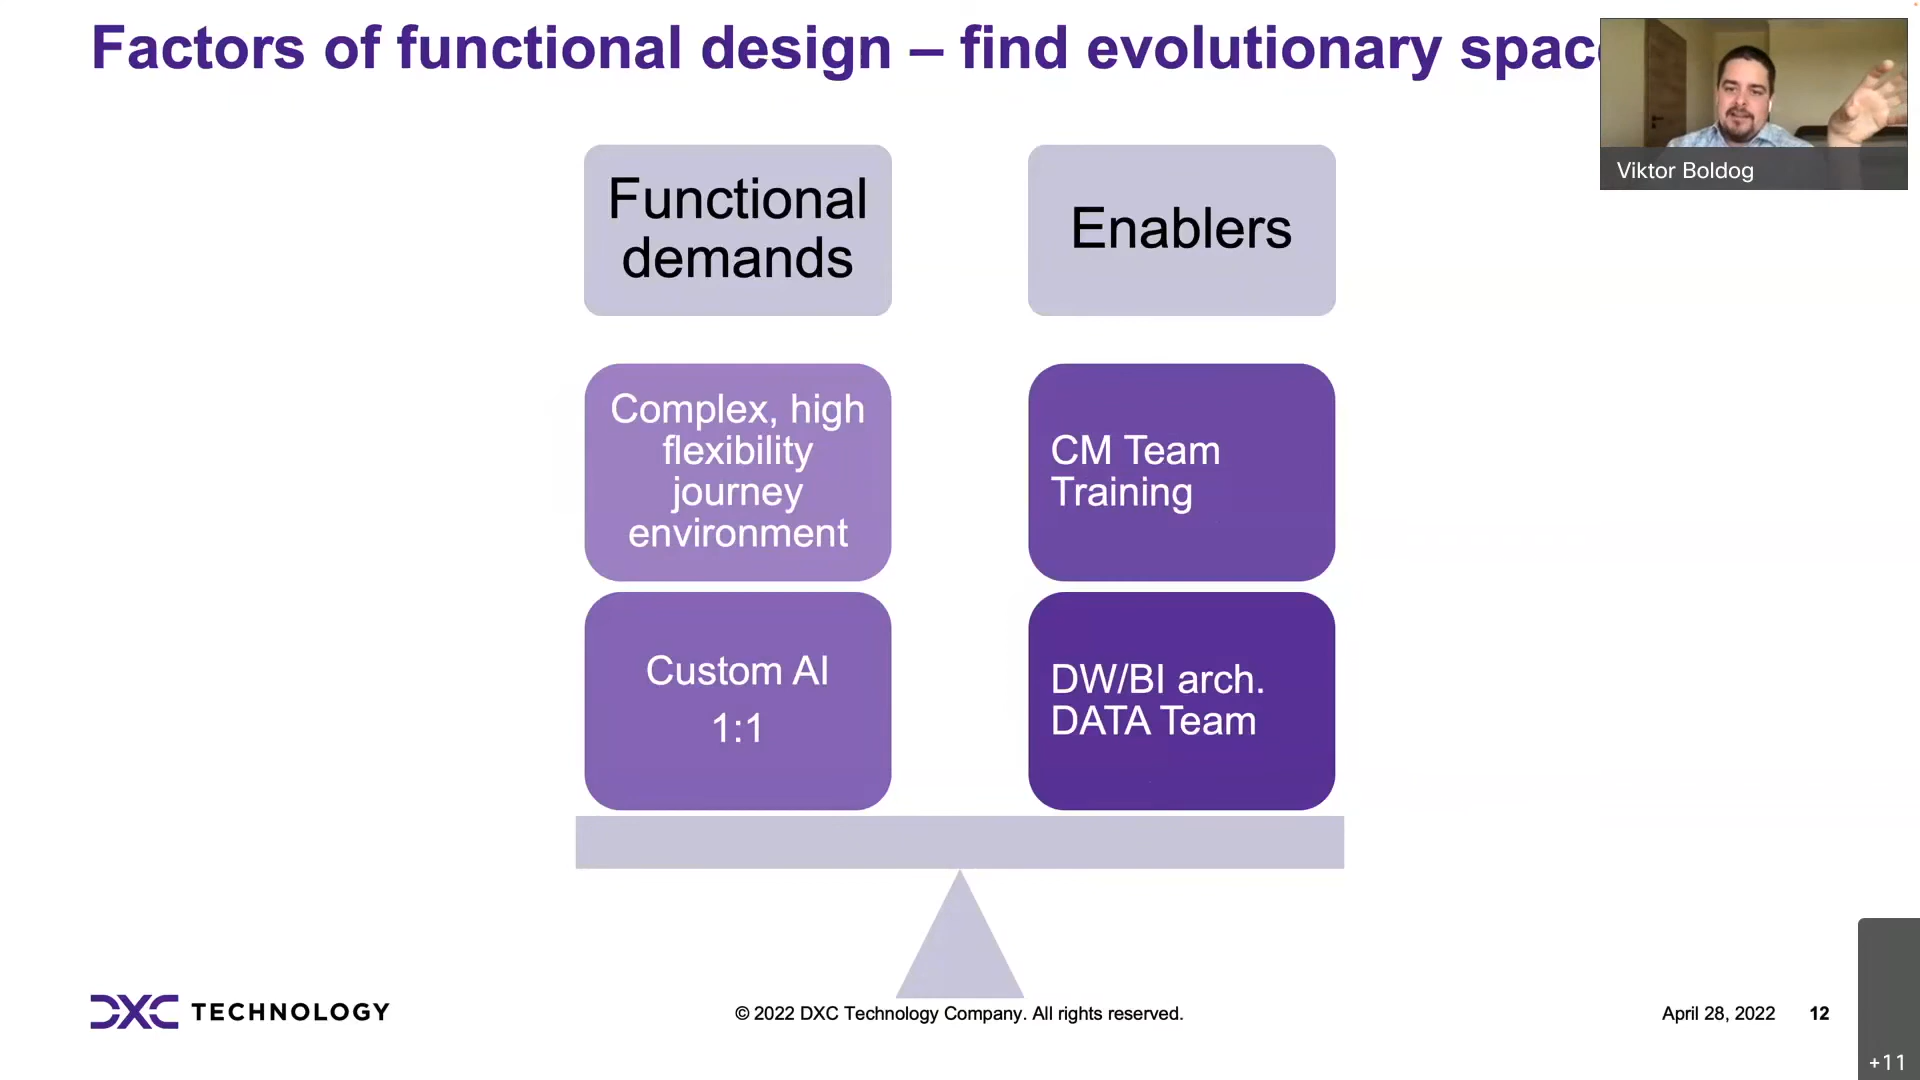 Factors of functional design – find evolutionary spac
Viktor Boldog
Functional
demands
Enablers
Complex, high
flexibility
journey
environment
CM Team
Training
Custom AI
1:1
DW/BI arch.
DATA Team
DXC TECHNOLOGY
© 2022 DXC Technology Company. All rights reserved.
April 28, 2022 12
+11